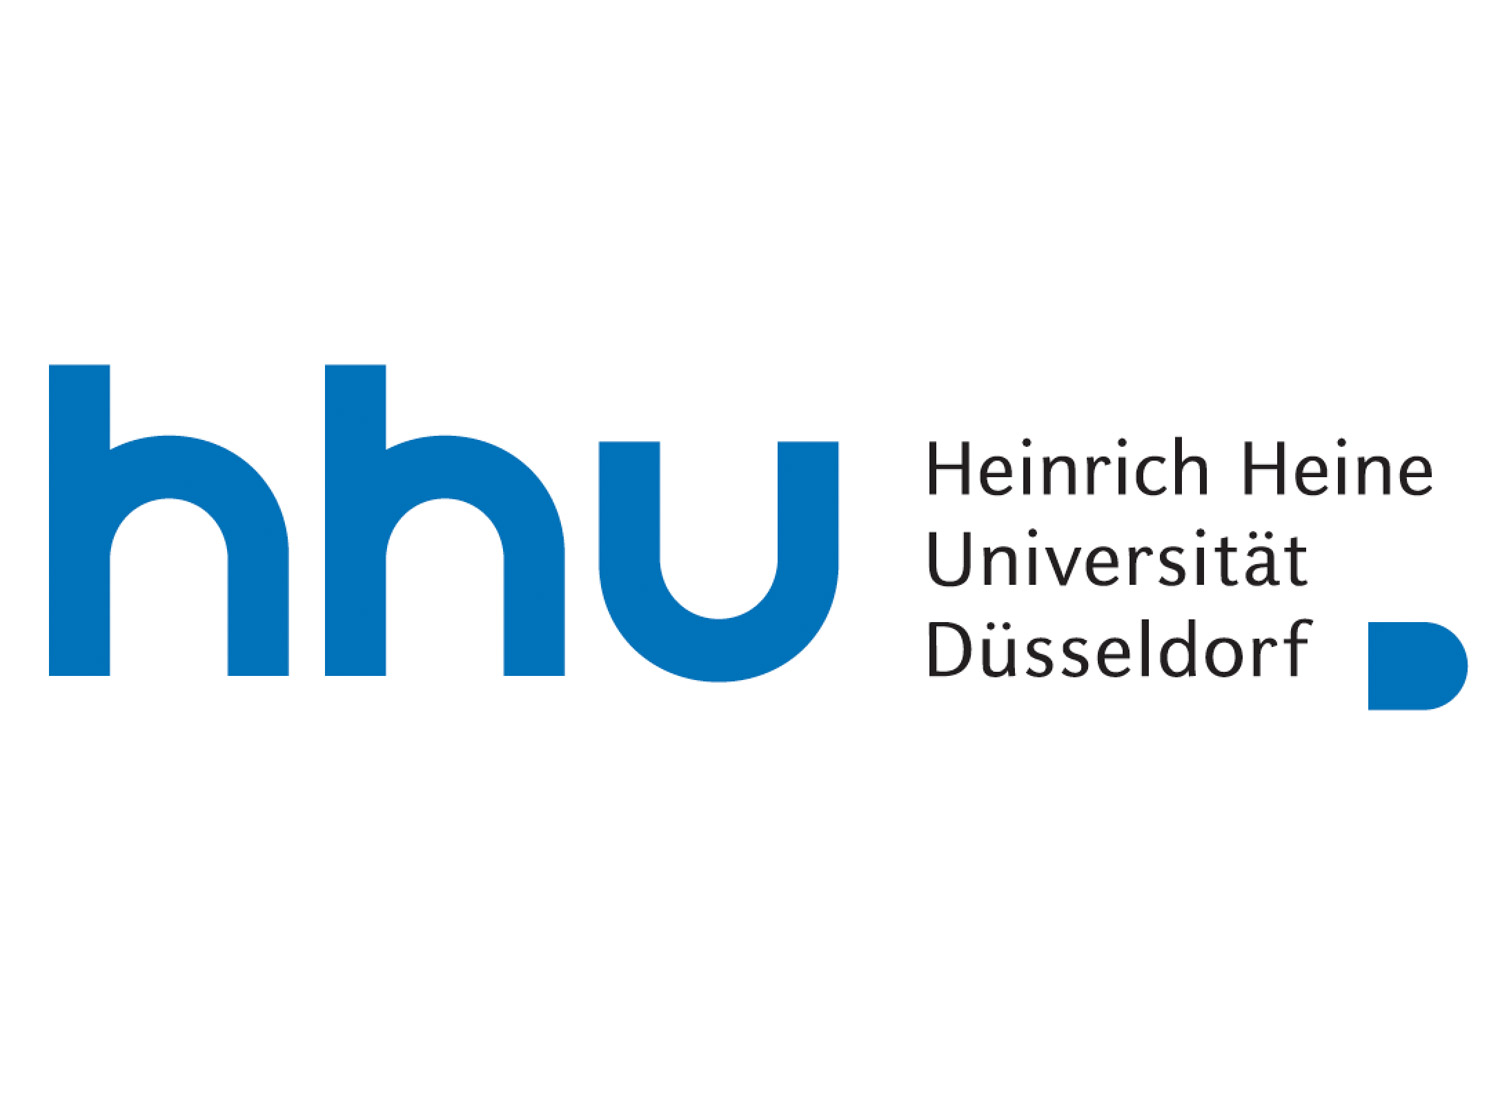 hhu
Heinrich Heine
Universität
Düsseldorf